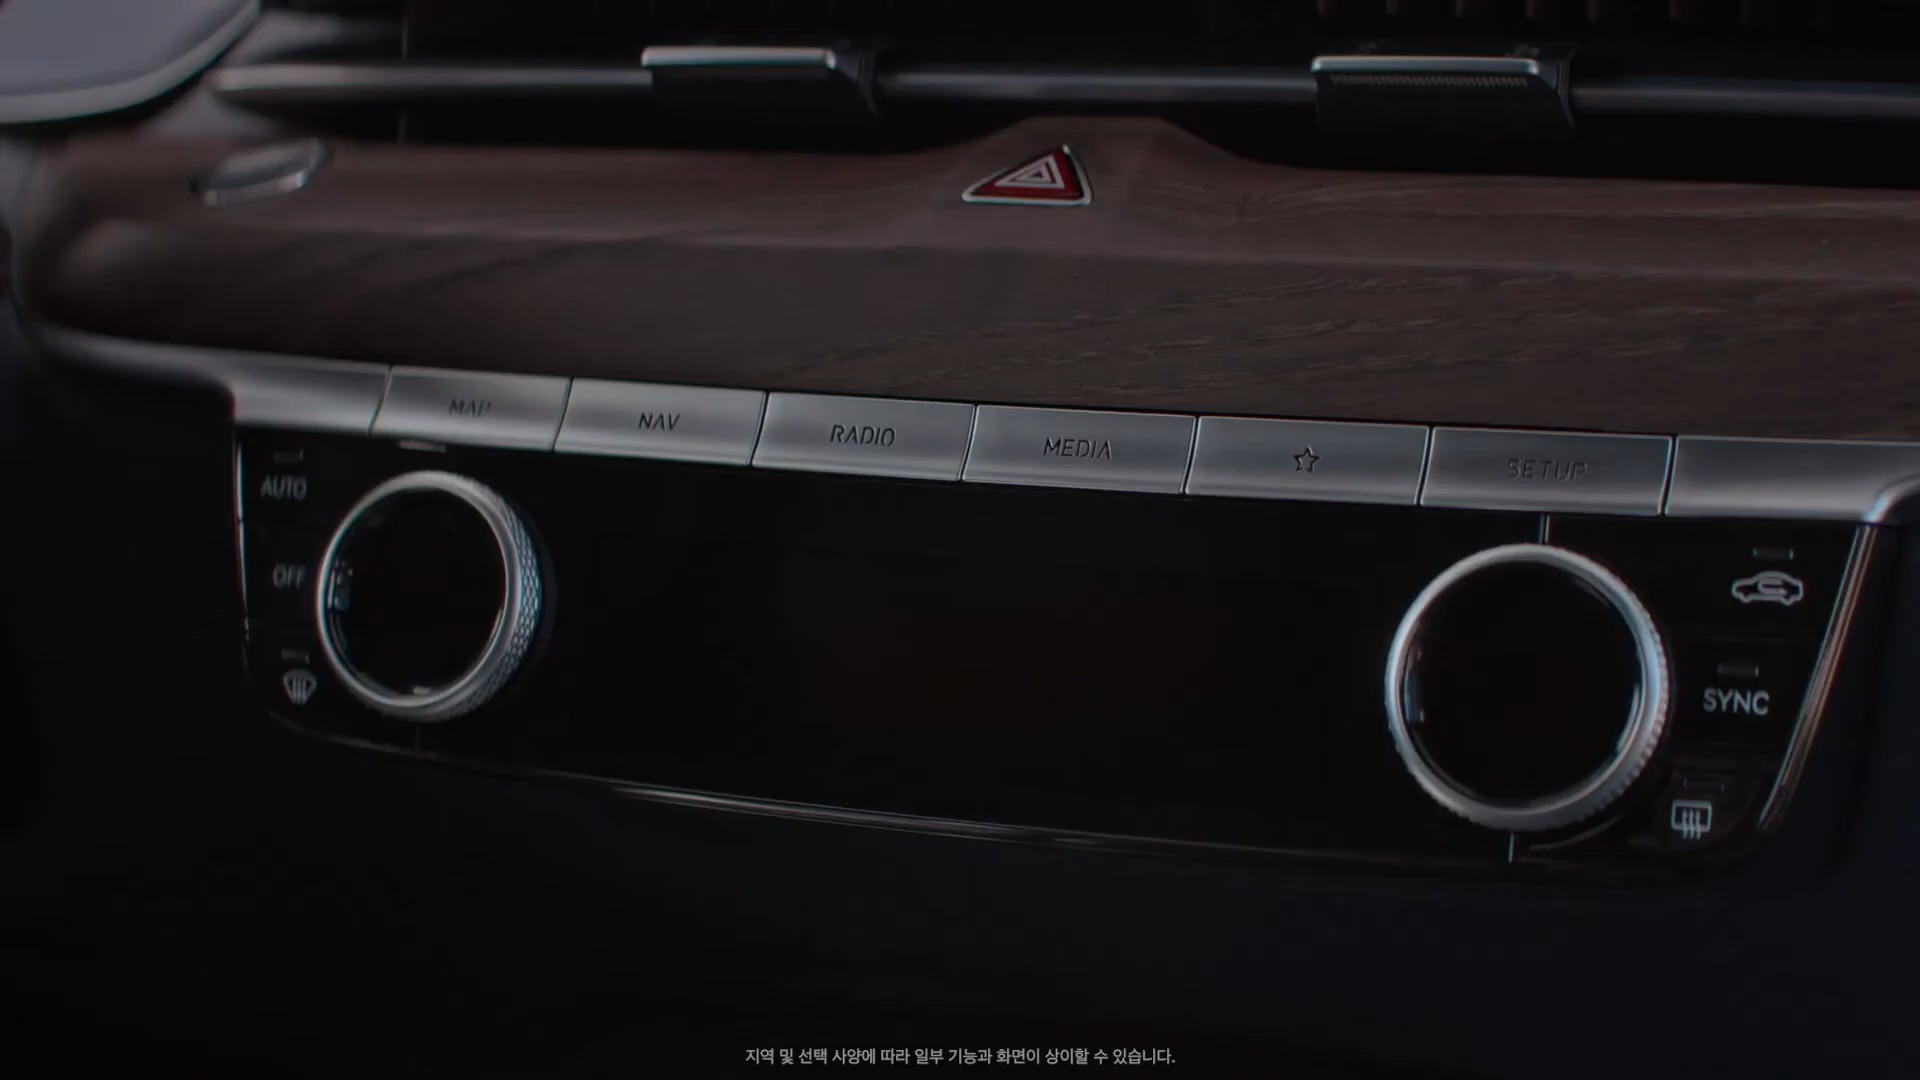 MAP
NAV
RADIO
MEDIA
SETUP
AUTO
OFF
SYNC
지역 및 선택 사양에 따라 일부 기능과 화면이 상이할 수 있습니다.